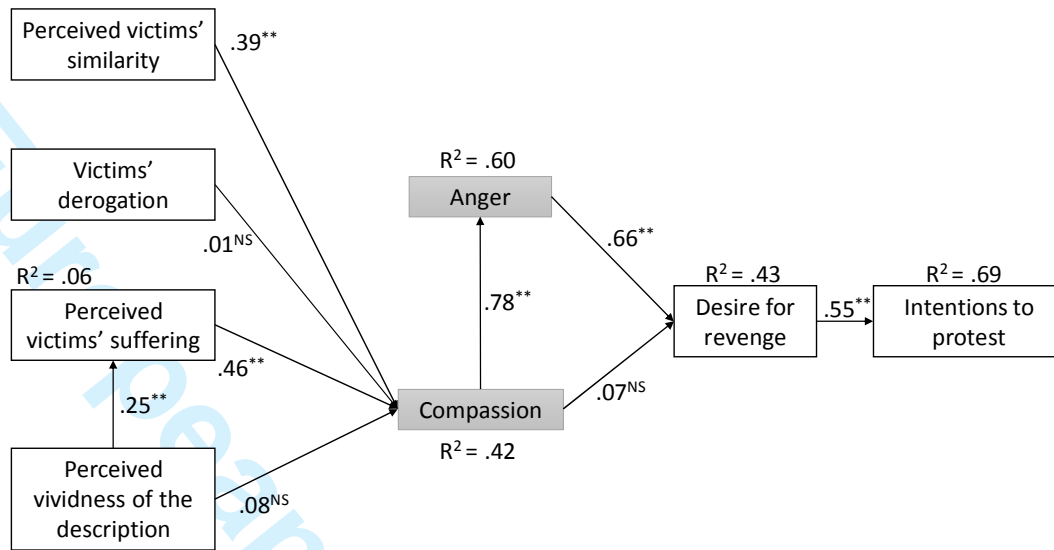 Perceived victims’
similarity
.39**
Victims’
derogation
.01NS
R2 = .06
Perceived
victims’ suffering
.46**
.25**
Perceived
vividness of the
description
.08NS
R2 = .60
Anger
.78**
Compassion
R2 = .42
.66**
.07NS
R2 = .43
Desire for
revenge
.55**
R2 = .69
Intentions to
protest